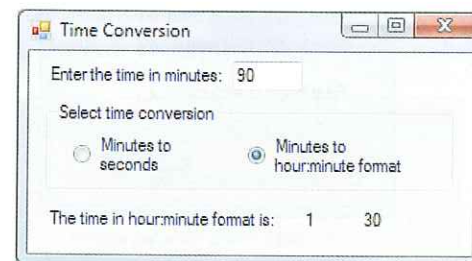 Time Conversion
Enter the time in minutes: 90
Select time conversion
Minutes to
seconds
Minutes to
hour:minute format
The time in hour:minute format is: 1 30